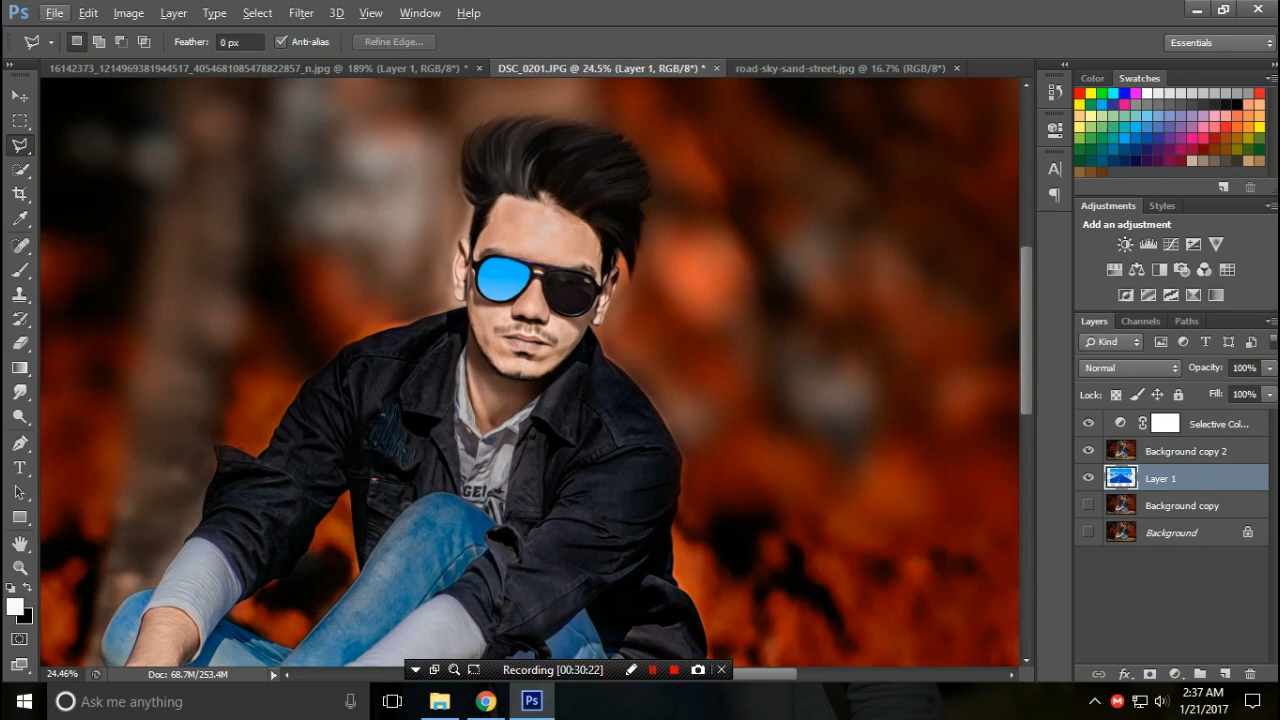 Ps File Edit Image Layer Type Select Filter 3D View Window Help
Feather: 0 px Anti-alias Refine Edge... Essentials
16142373_1214969381944517_4054681085478822857_n.jpg @ 189% (Layer 1, RGB/8*) * × DSC_0201.JPG @ 24.5% (Layer 1, RGB/8*) * × road-sky-sand-street.jpg @ 16.7% (RGB/8*) ×
Color Swatches
Adjustments Styles
Add an adjustment
Layers Channels Paths
Kind
Normal Opacity: 100%
Lock: Fill: 100%
Selective Col...
Background copy 2
Layer 1
Background copy
Background
24.46% Doc: 68.7M/253.4M
Recording [00:30:22]
Ask me anything
Ps
2:37 AM
1/21/2017